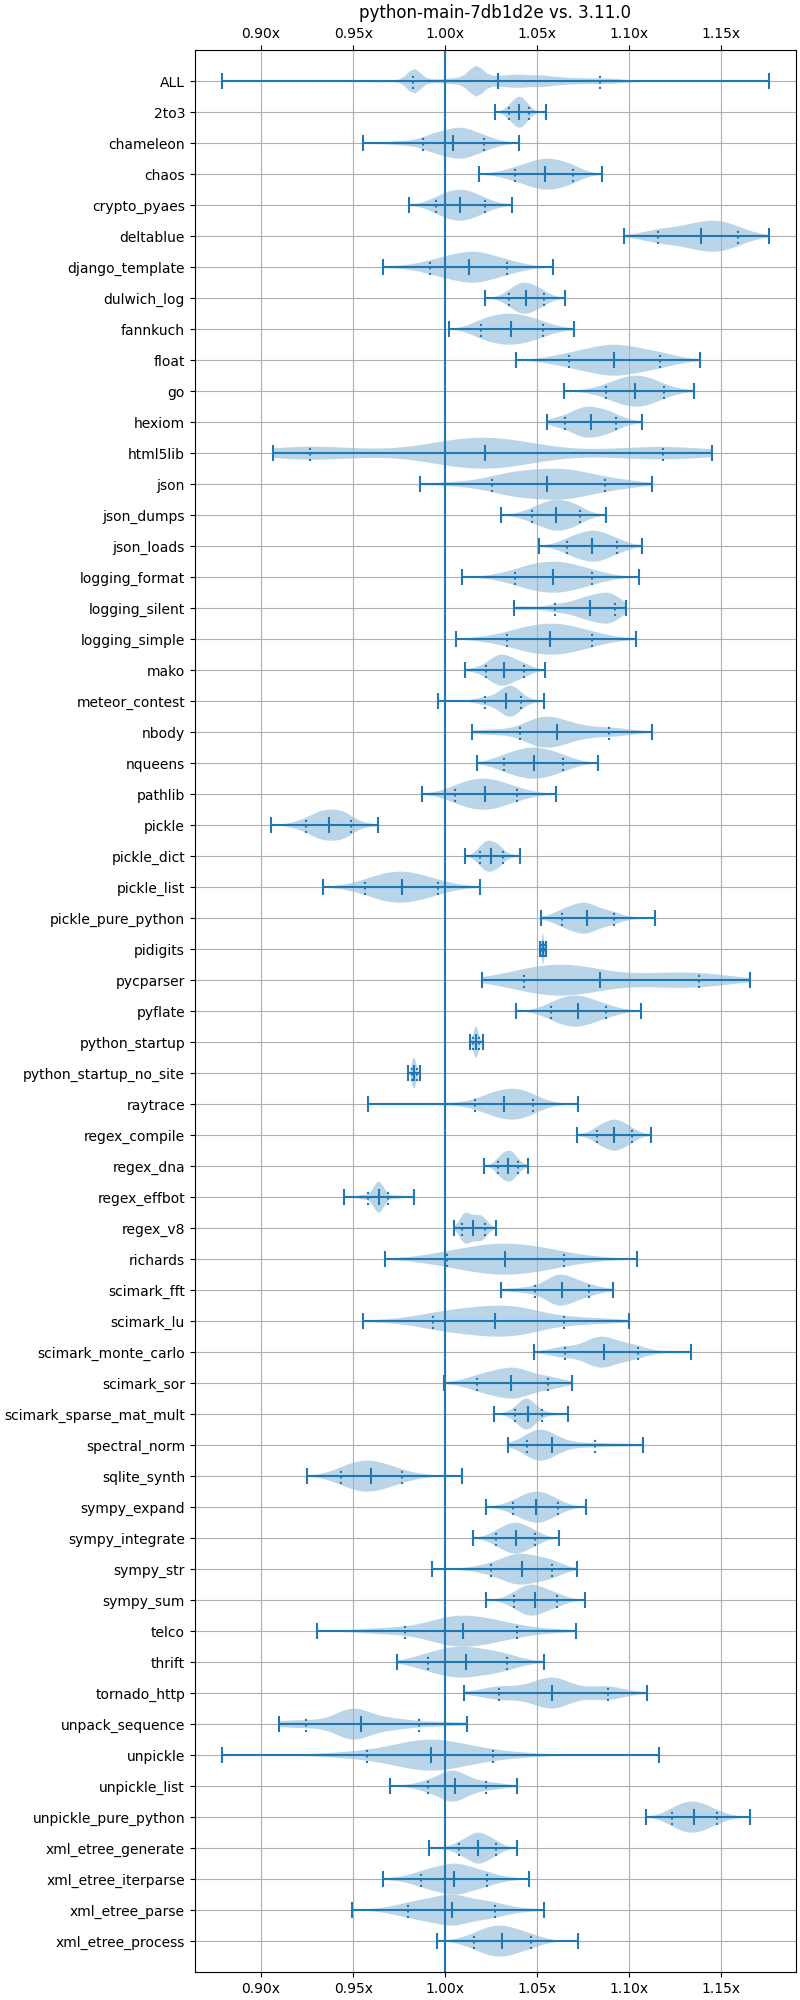 python-main-7db1d2e vs. 3.11.0
0.90x 0.95x 1.00x 1.05x 1.10x 1.15x
ALL
2to3
chameleon
chaos
crypto_pyaes
deltablue
django_template
dulwich_log
fannkuch
float
go
hexiom
html5lib
json
json_dumps
json_loads
logging_format
logging_silent
logging_simple
mako
meteor_contest
nbody
nqueens
pathlib
pickle
pickle_dict
pickle_list
pickle_pure_python
pidigits
pycparser
pyflate
python_startup
python_startup_no_site
raytrace
regex_compile
regex_dna
regex_effbot
regex_v8
richards
scimark_fft
scimark_lu
scimark_monte_carlo
scimark_sor
scimark_sparse_mat_mult
spectral_norm
sqlite_synth
sympy_expand
sympy_integrate
sympy_str
sympy_sum
telco
thrift
tornado_http
unpack_sequence
unpickle
unpickle_list
unpickle_pure_python
xml_etree_generate
xml_etree_iterparse
xml_etree_parse
xml_etree_process
0.90x 0.95x 1.00x 1.05x 1.10x 1.15x